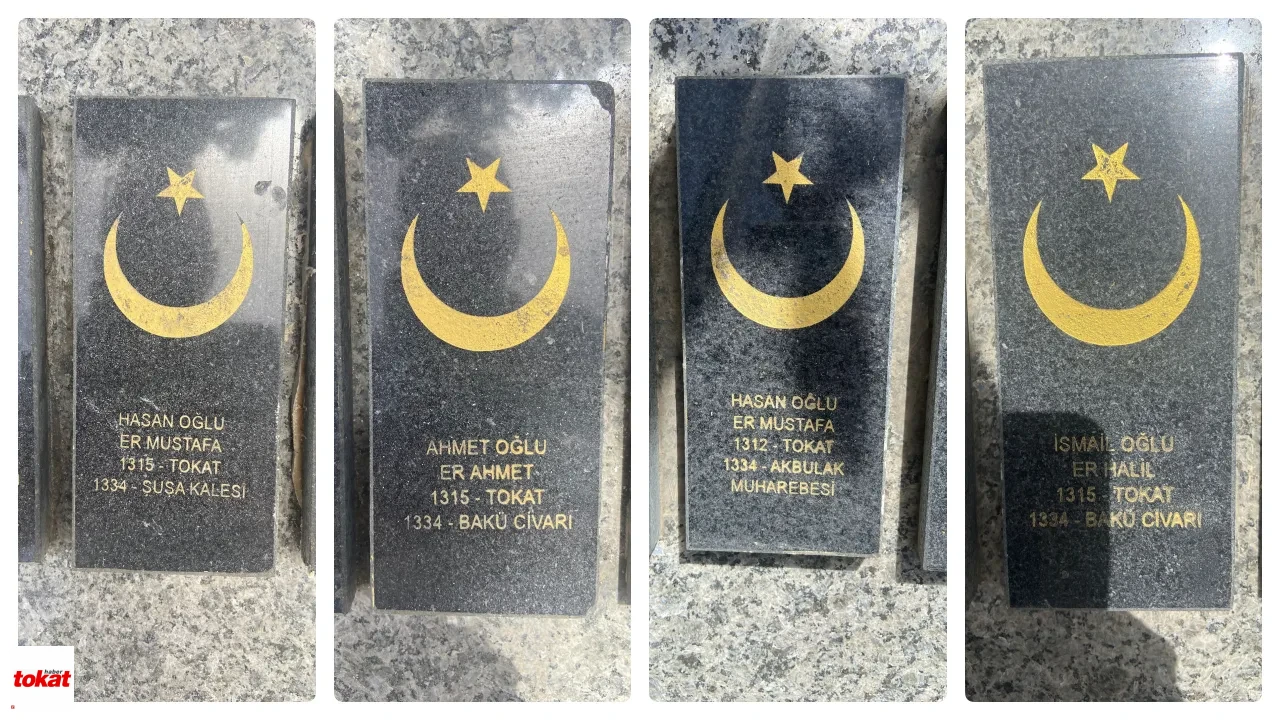 HASAN OĞLU
ER MUSTAFA
1315 - TOKAT
1334 - SUSA KALESİ
AHMET OĞLU
ER AHMET
1315 - TOKAT
1334 - BAKÜ CİVARI
HASAN OĞLU
ER MUSTAFA
1312 - TOKAT
1334 - AKBULAK
MUHAREBESİ
İSMAİL OĞLU
ER HALİL
1315 - TOKAT
1334 - BAKÜ CİVARI
haber
tokat